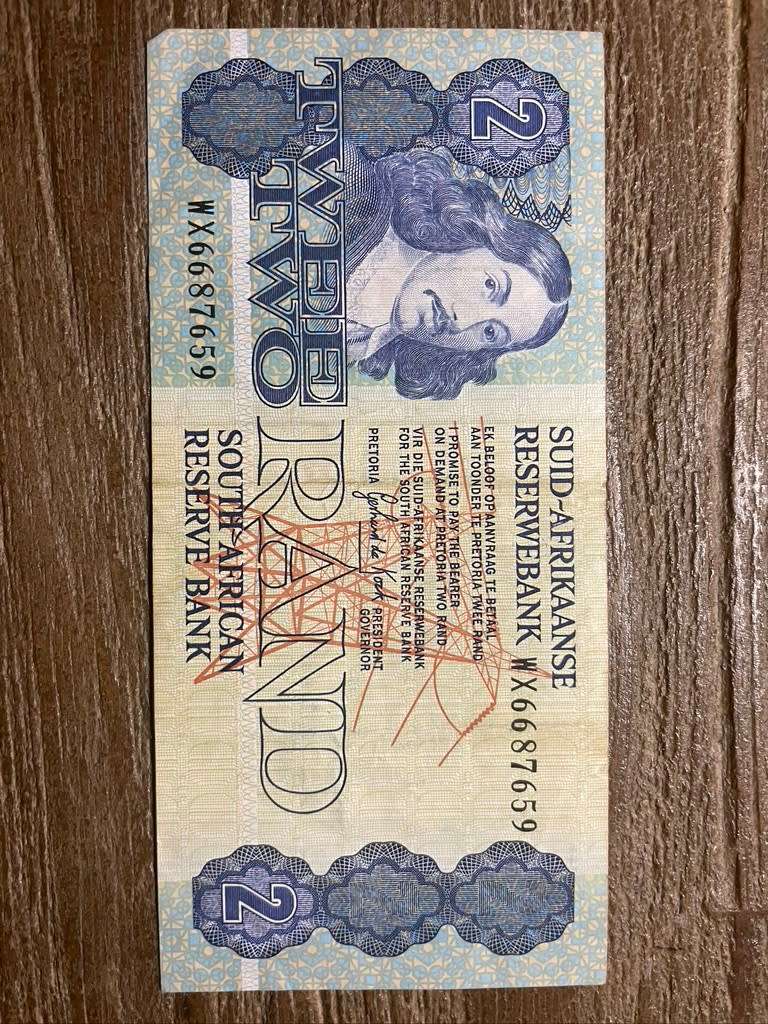 2
SUID-AFRIKAANSE
RESERWEBANK
WX6687659
EK BELOOF OP AANVRAAG TE BETAAL
AAN TOONDER TE PRETORIA TWEE RAND
I PROMISE TO PAY THE BEARER
ON DEMAND AT PRETORIA TWO RAND
VIR DIE SUID-AFRIKAANSE RESERWEBANK
FOR THE SOUTH AFRICAN RESERVE BANK
PRETORIA PRESIDENT
GOVERNOR
TWEE
TWO
RAND
SOUTH-AFRICAN
RESERVE BANK
WX6687659
2